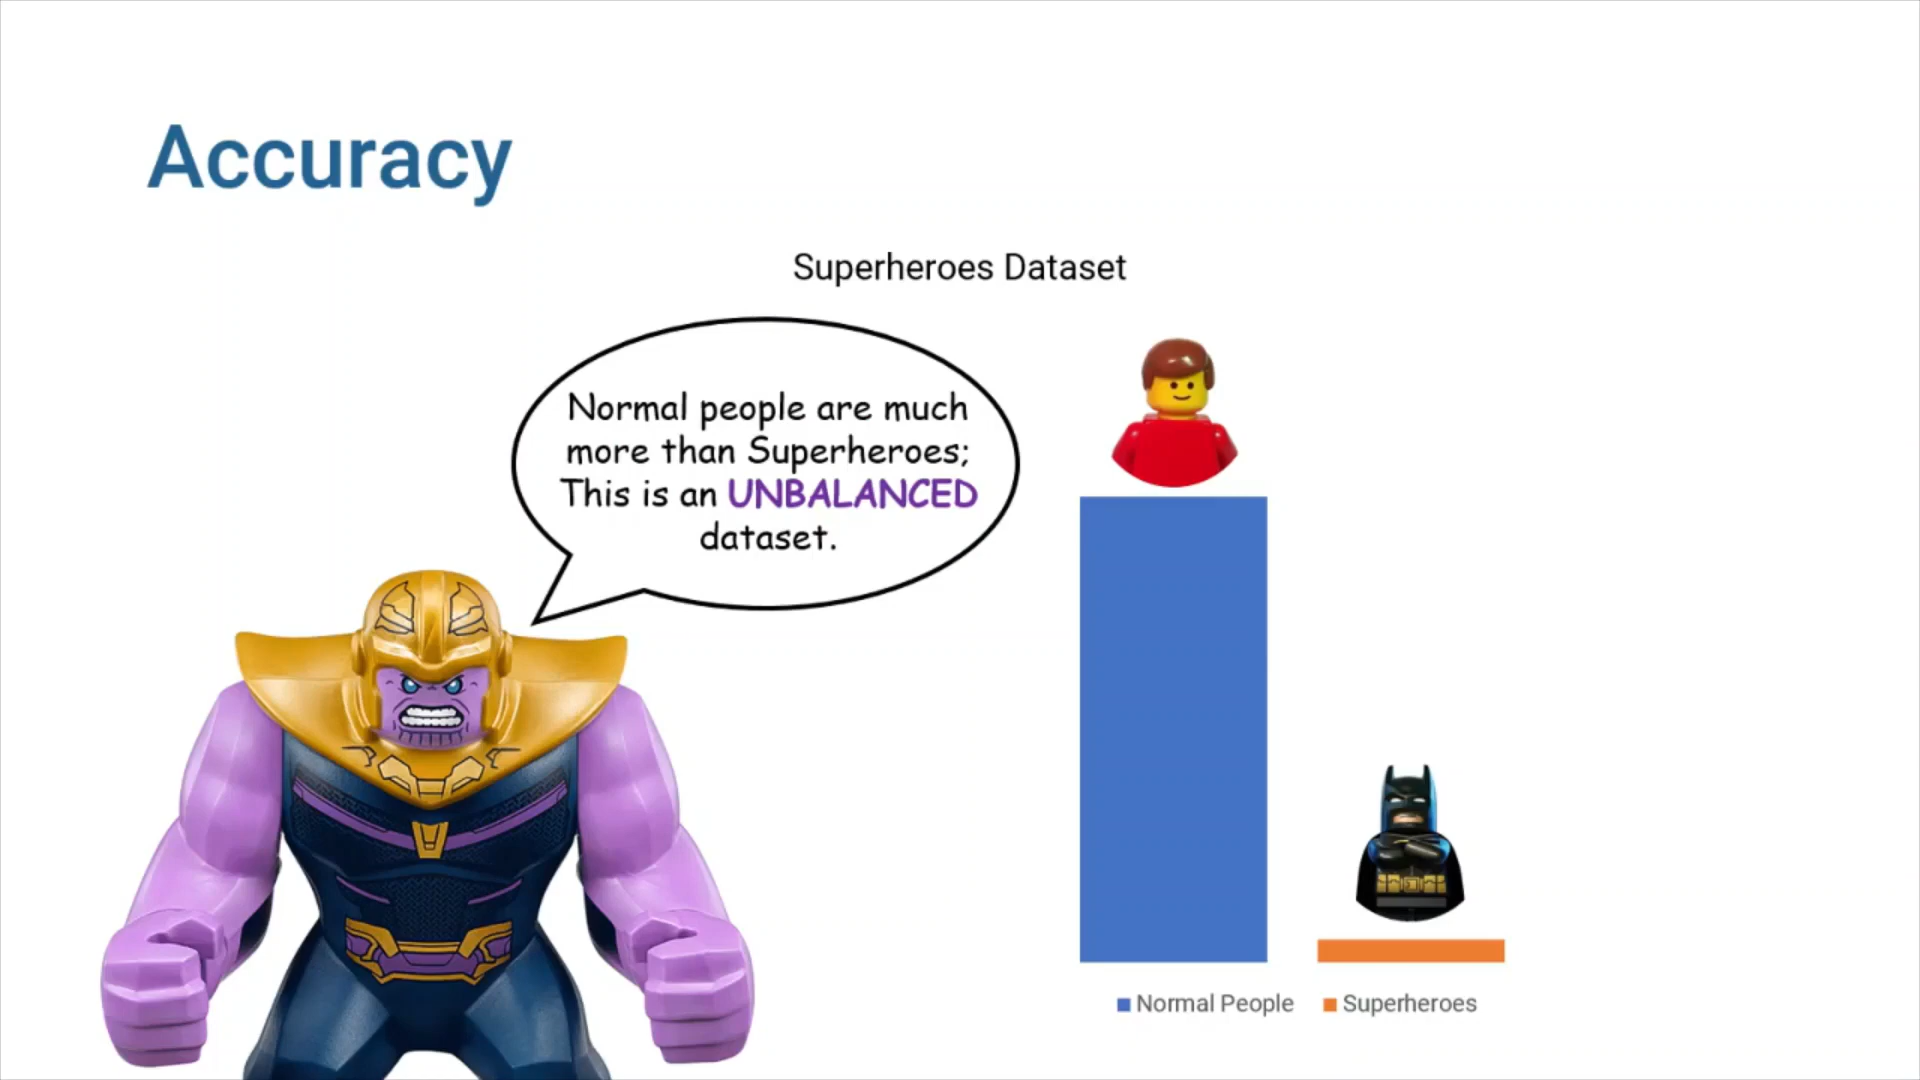 Accuracy
Superheroes Dataset
Normal people are much
more than Superheroes;
This is an UNBALANCED
dataset.
Normal People
Superheroes